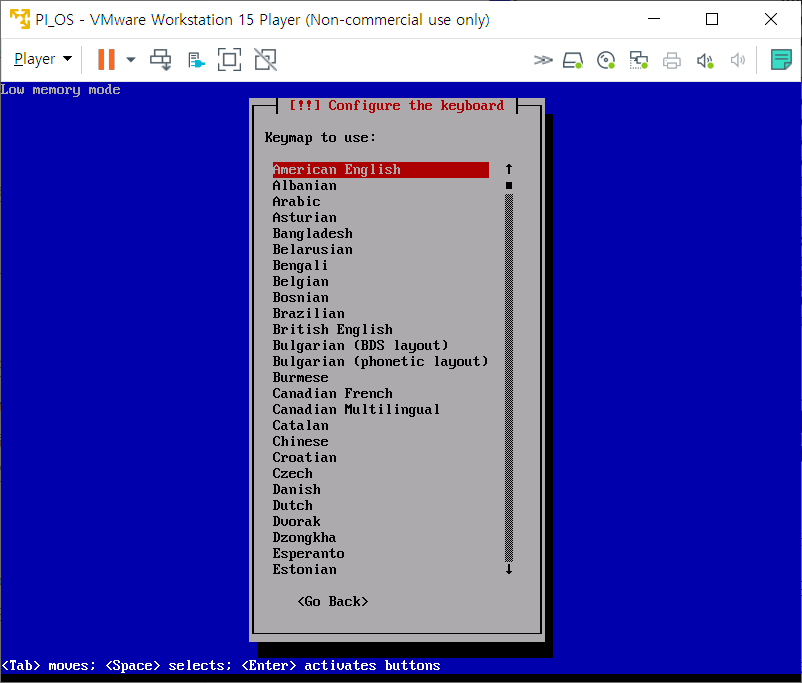 PI_OS - VMware Workstation 15 Player (Non-commercial use only)
Player
Low memory mode
[!!] Configure the keyboard
Keymap to use:
American English
Albanian
Arabic
Asturian
Bangladesh
Belarusian
Bengali
Belgian
Bosnian
Brazilian
British English
Bulgarian (BDS layout)
Bulgarian (phonetic layout)
Burmese
Canadian French
Canadian Multilingual
Catalan
Chinese
Croatian
Czech
Danish
Dutch
Dvorak
Dzongkha
Esperanto
Estonian
<Go Back>
<Tab> moves; <Space> selects; <Enter> activates buttons